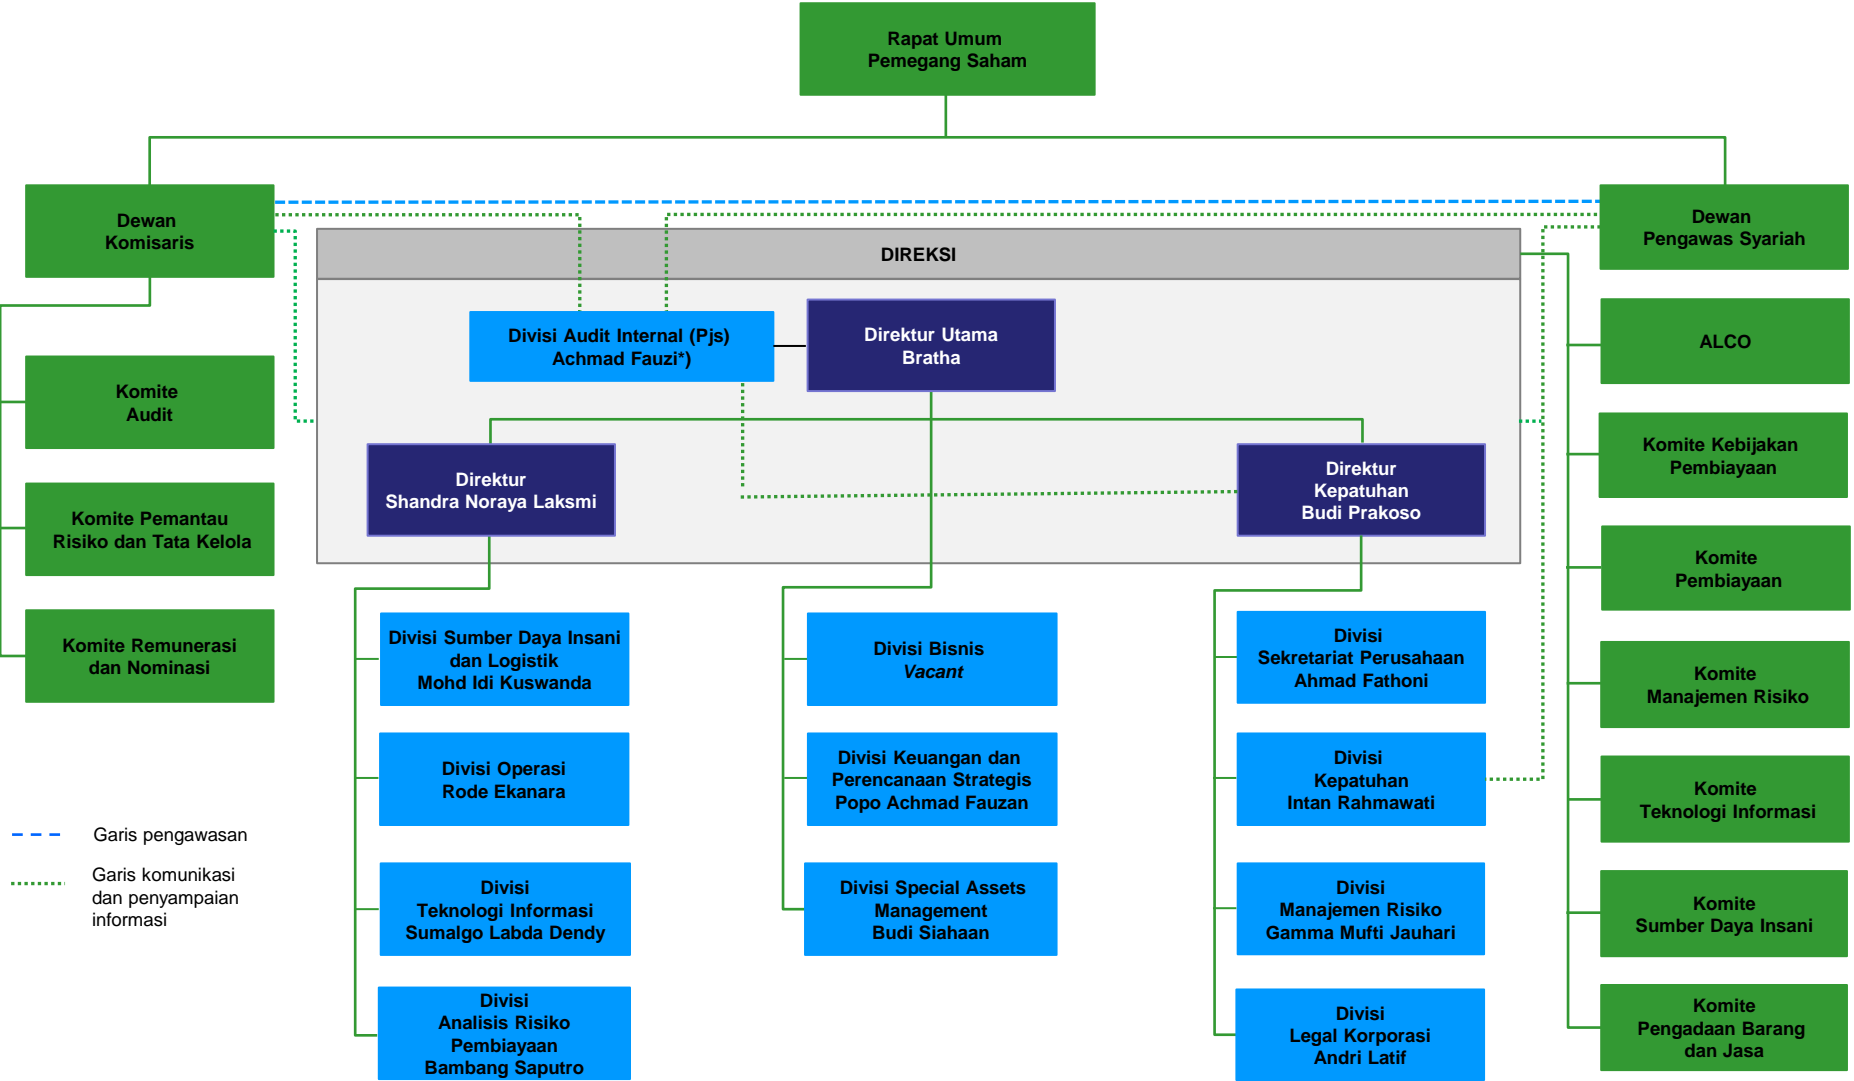 Rapat Umum
Pemegang Saham
Dewan
Komisaris
Dewan
Pengawas Syariah
DIREKSI
Divisi Audit Internal (Pjs)
Achmad Fauzi*)
Direktur Utama
Bratha
ALCO
Komite
Audit
Komite Kebijakan
Pembiayaan
Direktur
Shandra Noraya Laksmi
Direktur
Kepatuhan
Budi Prakoso
Komite Pemantau
Risiko dan Tata Kelola
Komite
Pembiayaan
Komite Remunerasi
dan Nominasi
Divisi Sumber Daya Insani
dan Logistik
Mohd Idi Kuswanda
Divisi Bisnis
Vacant
Divisi
Sekretariat Perusahaan
Ahmad Fathoni
Komite
Manajemen Risiko
Divisi Operasi
Rode Ekanara
Divisi Keuangan dan
Perencanaan Strategis
Popo Achmad Fauzan
Divisi
Kepatuhan
Intan Rahmawati
Komite
Teknologi Informasi
Garis pengawasan
Garis komunikasi
dan penyampaian
informasi
Divisi
Teknologi Informasi
Sumalgo Labda Dendy
Divisi Special Assets
Management
Budi Siahaan
Divisi
Manajemen Risiko
Gamma Mufti Jauhari
Komite
Sumber Daya Insani
Divisi
Analisis Risiko
Pembiayaan
Bambang Saputro
Divisi
Legal Korporasi
Andri Latif
Komite
Pengadaan Barang
dan Jasa